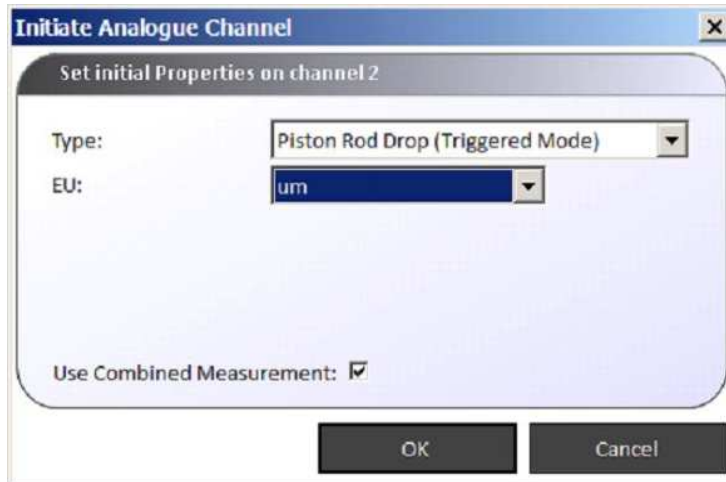 Initiate Analogue Channel
Set initial Properties on channel 2
Type: Piston Rod Drop (Triggered Mode)
EU: um
Use Combined Measurement:
OK Cancel